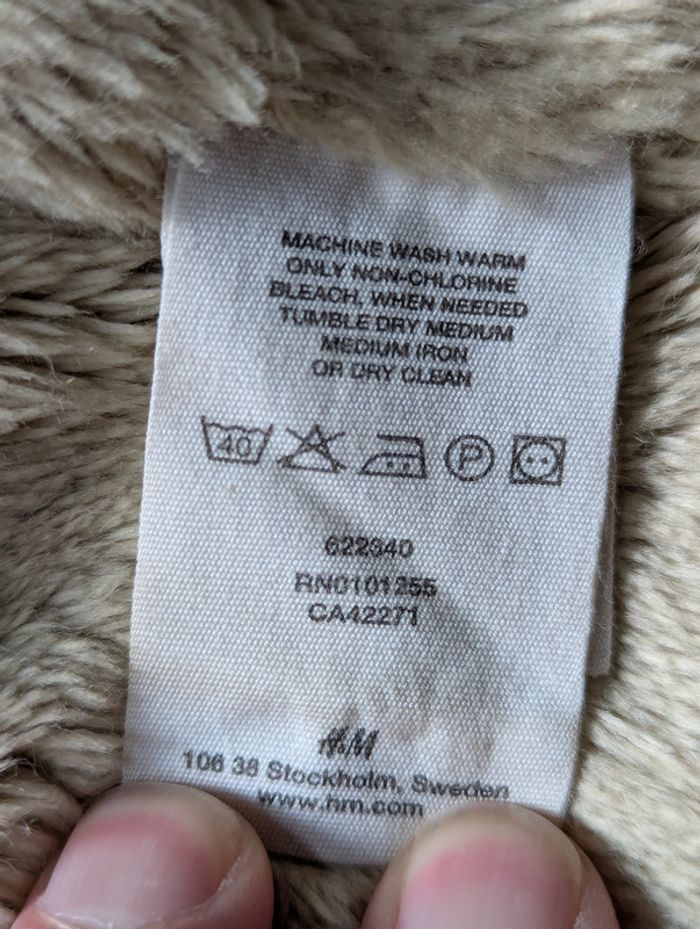 MACHINE WASH WARM
ONLY NON-CHLORINE
BLEACH, WHEN NEEDED
TUMBLE DRY MEDIUM
MEDIUM IRON
OR DRY CLEAN
40 P
622340
RN0101255
CA42271
H&M
106 38 Stockholm, Sweden
www.hm.com